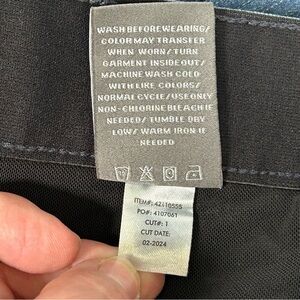 WASH BEFORE WEARING/
COLOR MAY TRANSFER
WHEN WORN/ TURN
GARMENT INSIDE OUT/
MACHINE WASH COLD
WITH LIKE COLORS/
NORMAL CYCLE/ USE ONLY
NON-CHLORINE BLEACH IF
NEEDED/ TUMBLE DRY
LOW/ WARM IRON IF
NEEDED
ITEM#: 42110558
PO#: 4107061
CUT#: 1
CUT DATE:
02-2024